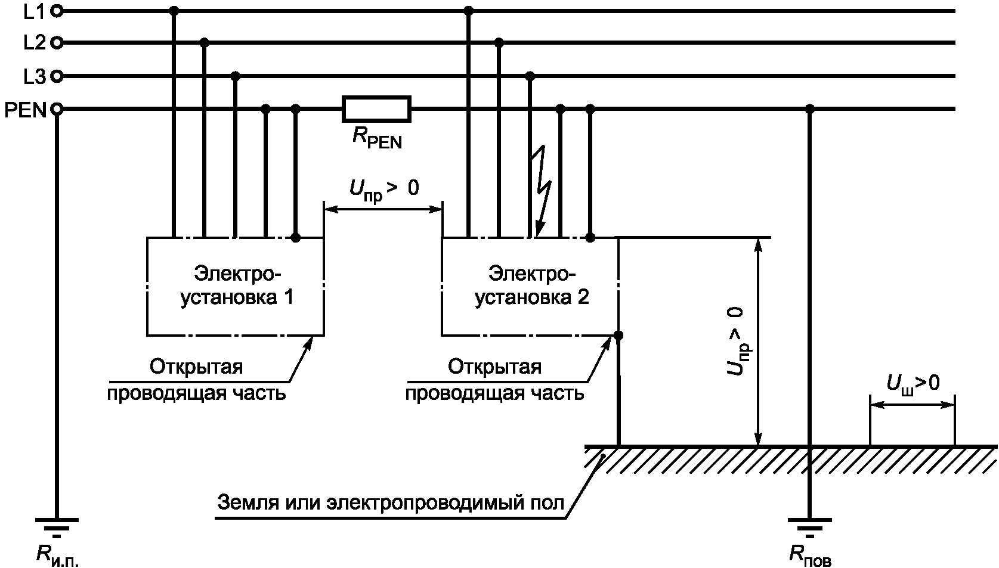 L1
L2
L3
PEN
RPEN
Uпр > 0
Электро-
установка 1
Электро-
установка 2
Открытая
проводящая часть
Открытая
проводящая часть
Uпр > 0
Uш>0
Земля или электропроводимый пол
Rи.п.
Rпов